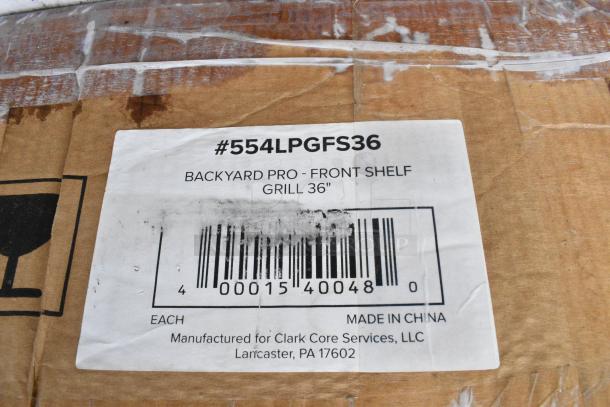 #554LPGFS36
BACKYARD PRO - FRONT SHELF
GRILL 36"
4 00015 40048 0
EACH MADE IN CHINA
Manufactured for Clark Core Services, LLC
Lancaster, PA 17602